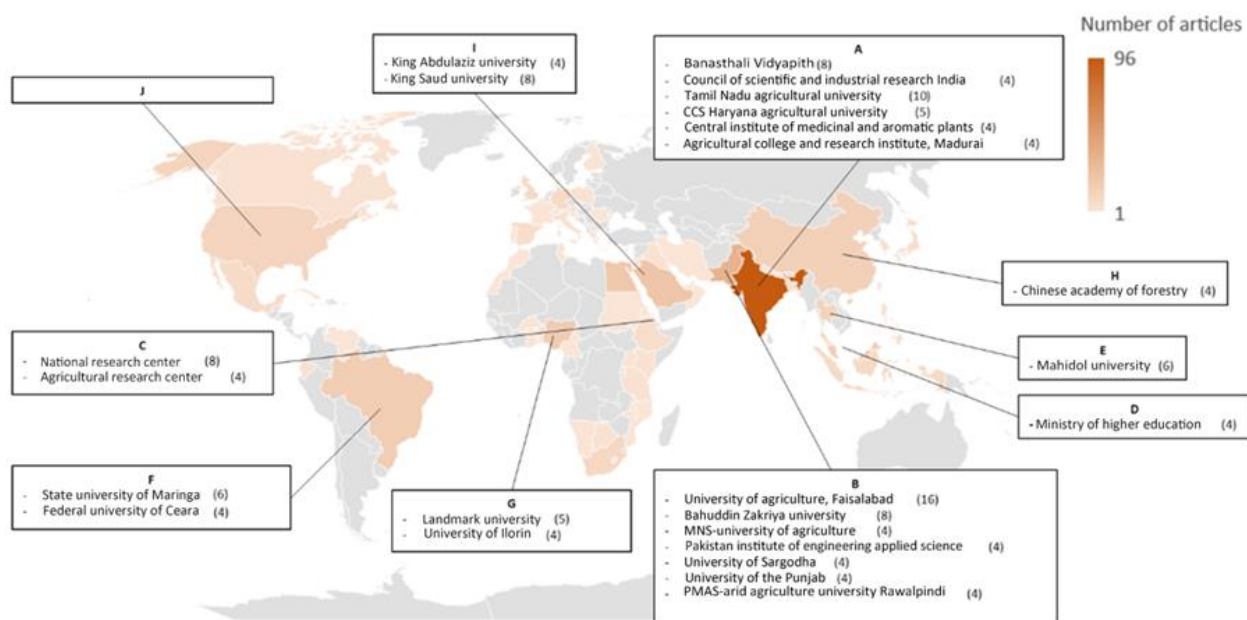 Number of articles
96
1
I
- King Abdulaziz university (4)
- King Saud university (8)
A
- Banasthali Vidyapith (8)
- Council of scientific and industrial research India (4)
- Tamil Nadu agricultural university (10)
- CCS Haryana agricultural university (5)
- Central institute of medicinal and aromatic plants (4)
- Agricultural college and research institute, Madurai (4)
J
H
- Chinese academy of forestry (4)
C
- National research center (8)
- Agricultural research center (4)
E
- Mahidol university (6)
D
- Ministry of higher education (4)
F
- State university of Maringa (6)
- Federal university of Ceara (4)
G
- Landmark university (5)
- University of Ilorin (4)
B
- University of agriculture, Faisalabad (16)
- Bahuddin Zakriya university (8)
- MNS-university of agriculture (4)
- Pakistan institute of engineering applied science (4)
- University of Sargodha (4)
- University of the Punjab (4)
- PMAS-arid agriculture university Rawalpindi (4)